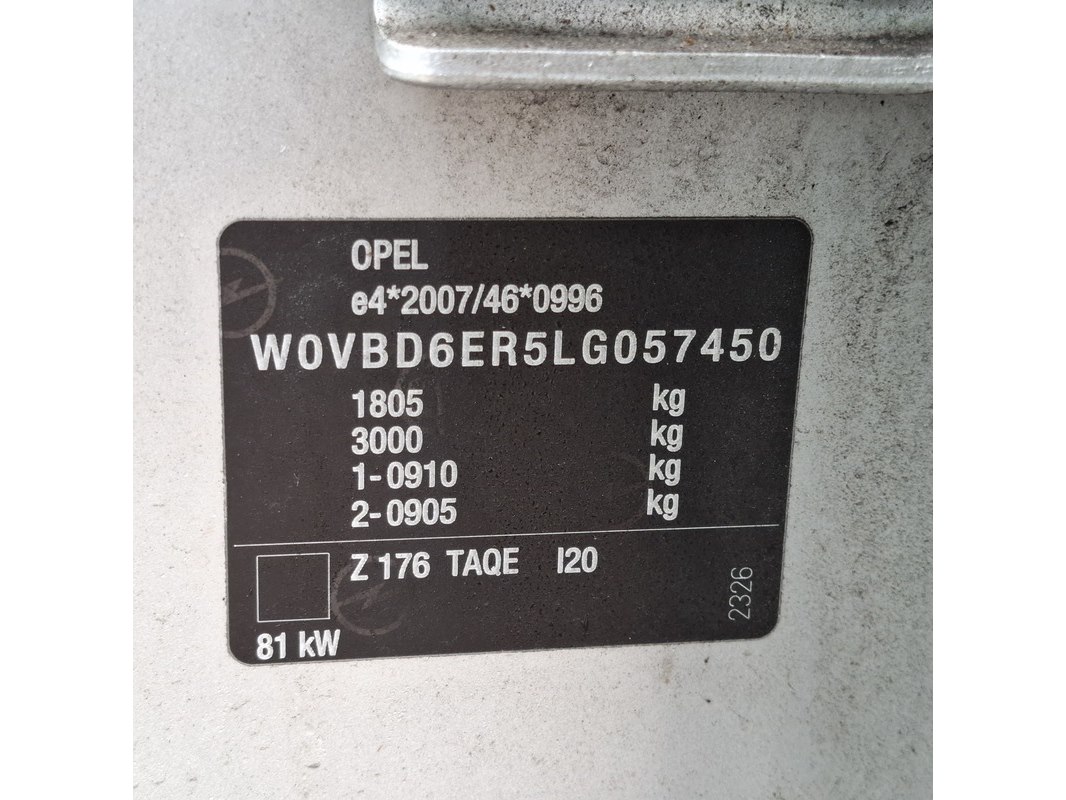 OPEL
e4*2007/46*0996
W0VBD6ER5LG057450
1805 kg
3000 kg
1-0910 kg
2-0905 kg
Z 176 TAQE I20
2326
81 kW